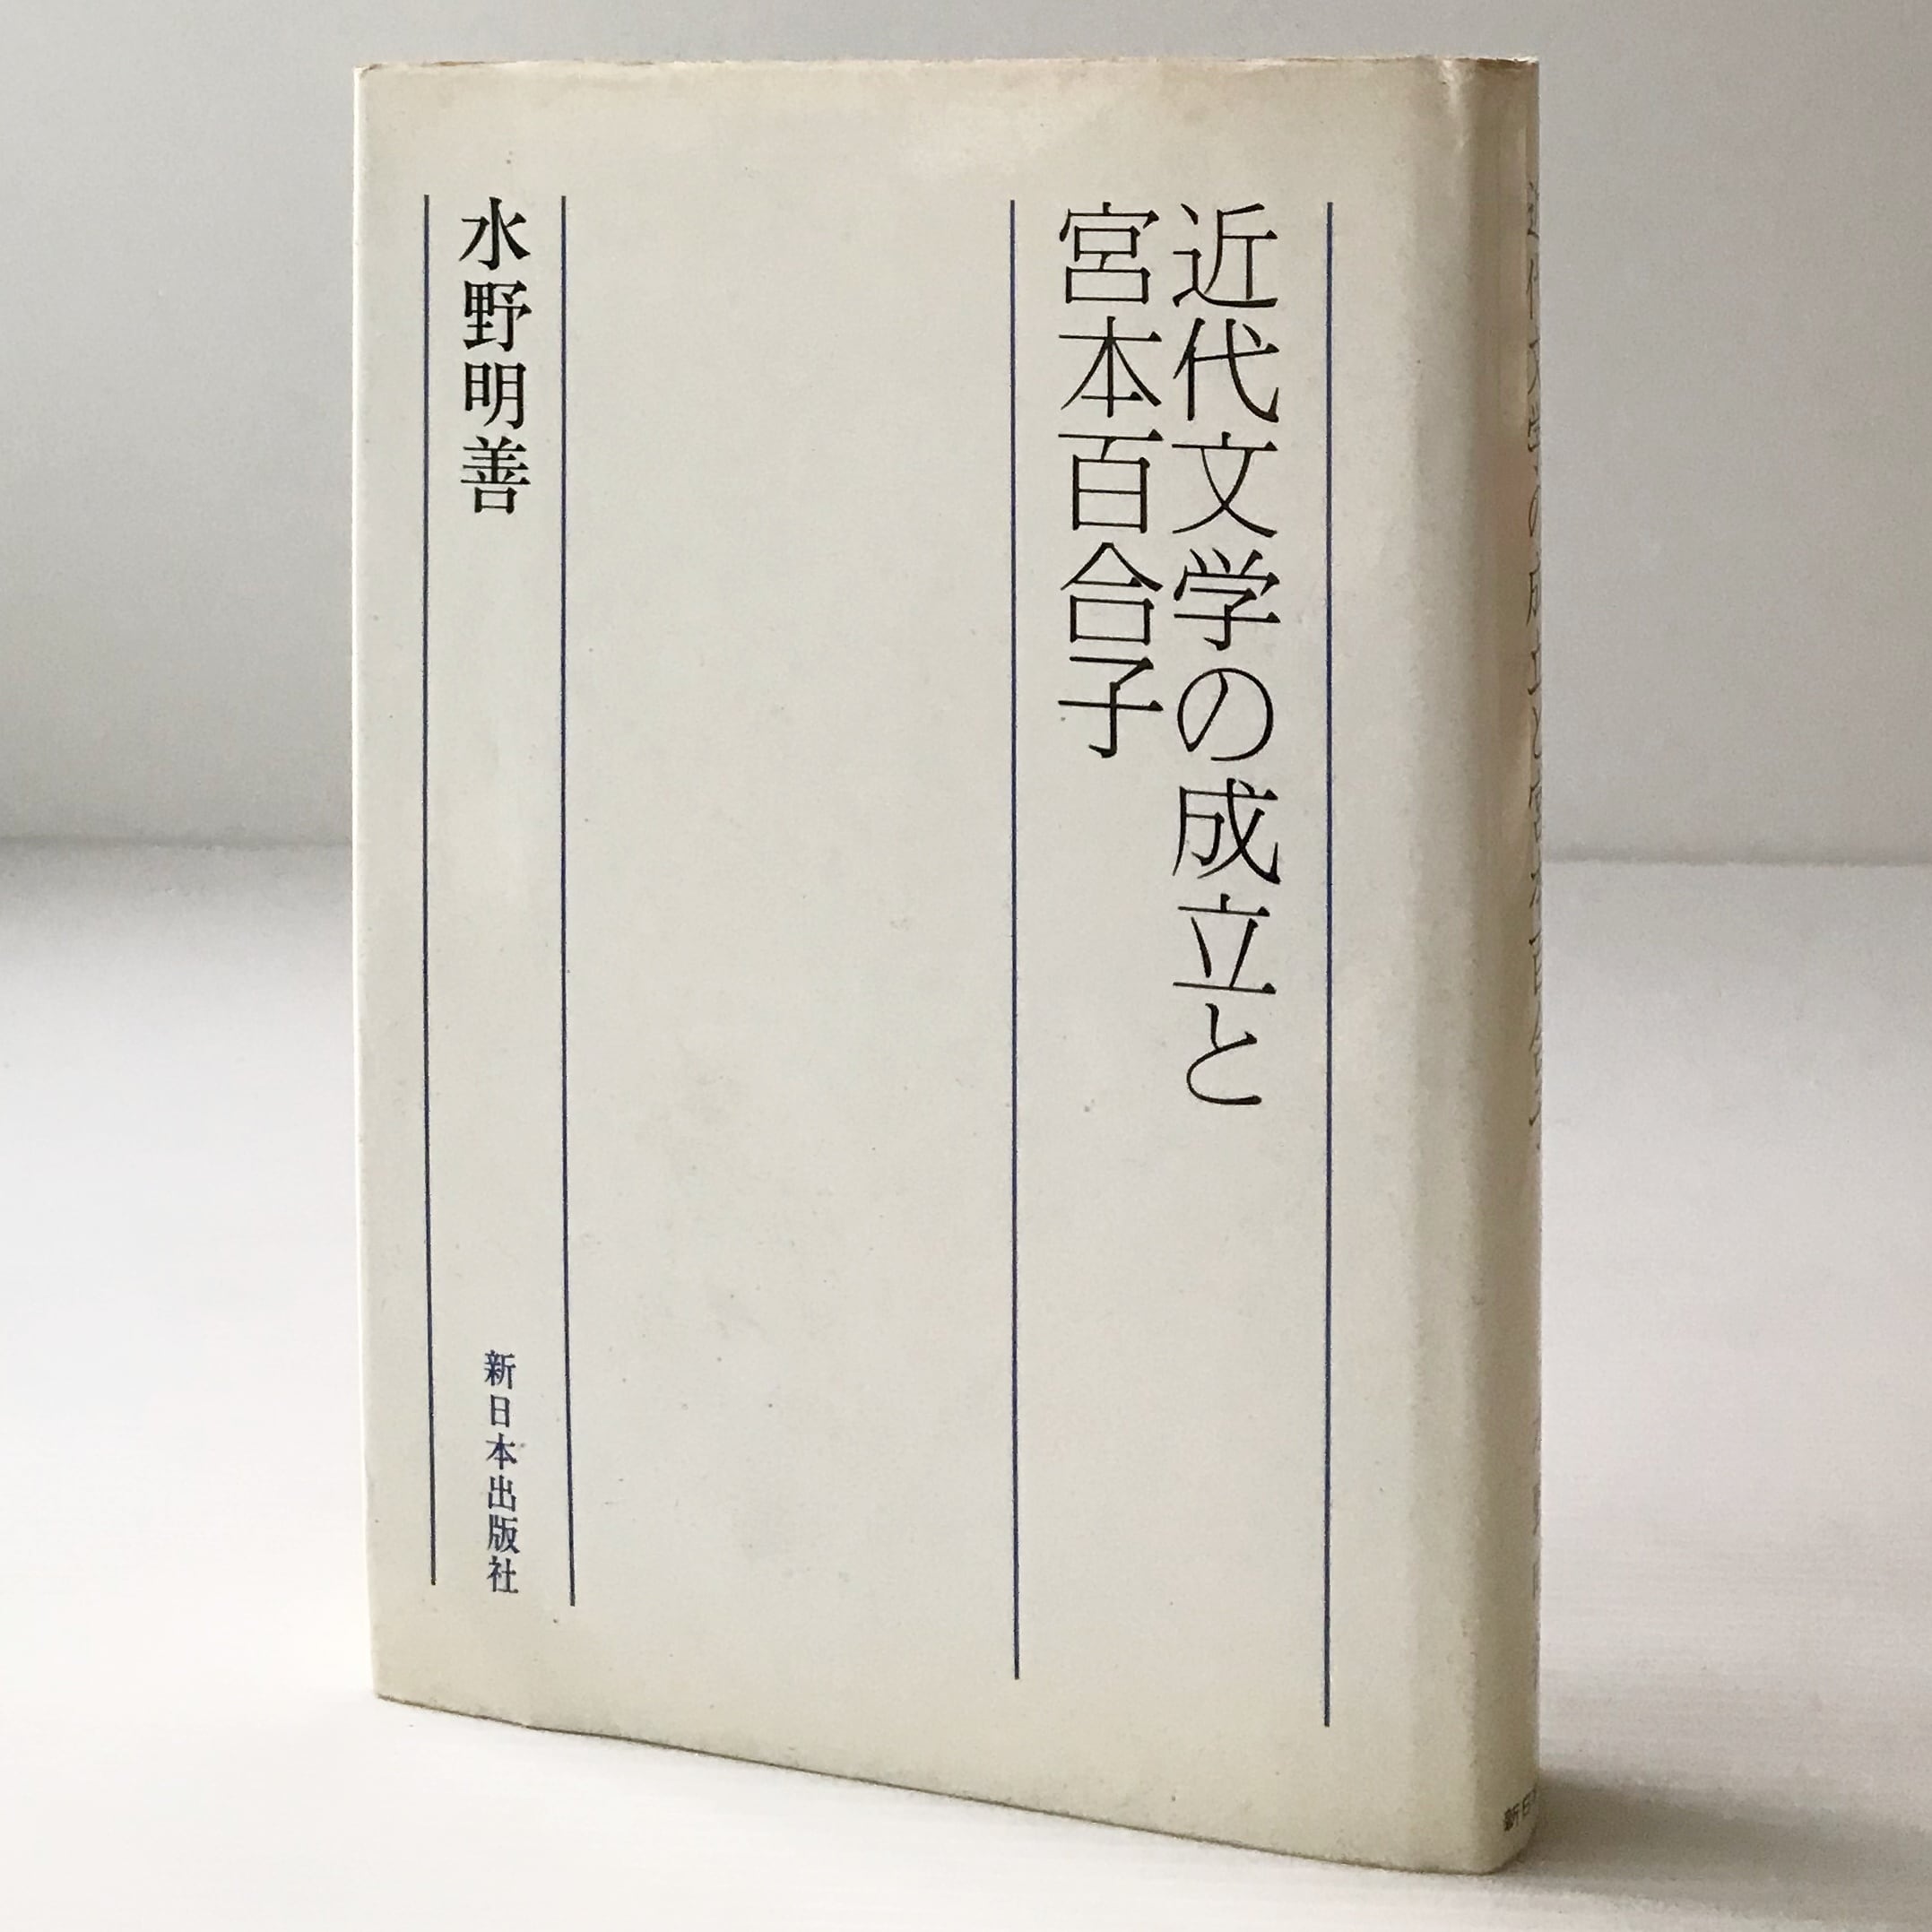 近代文学の成立と
宮本百合子
水野明善
新日本出版社